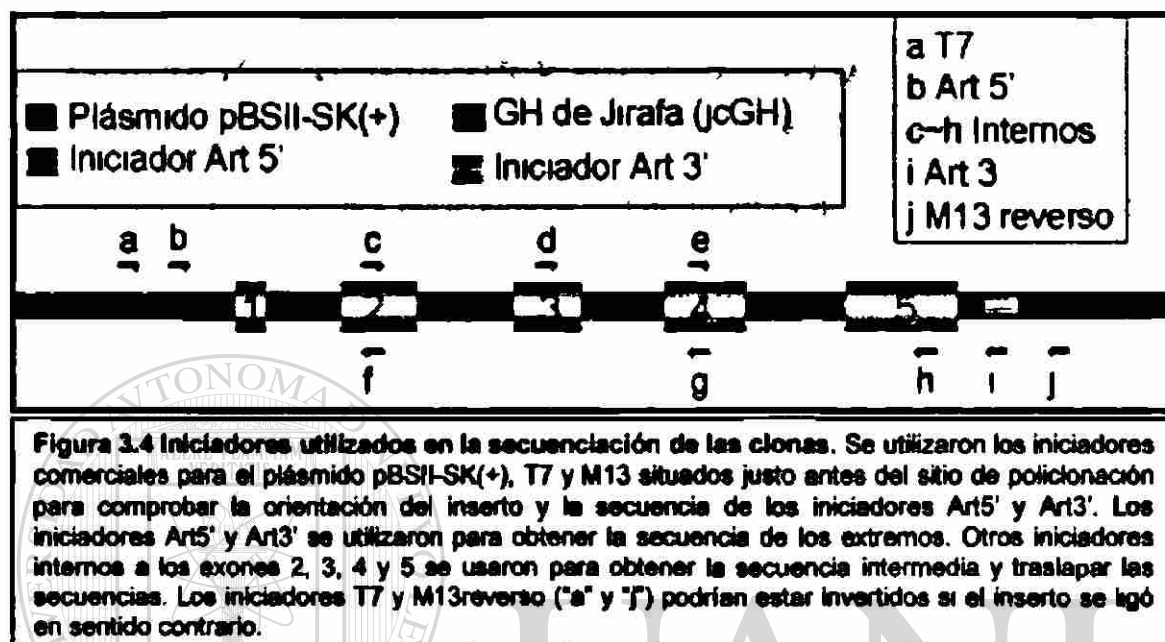 a T7
b Art 5'
c~h Internos
i Art 3
j M13 reverso
Plásmido pBSII-SK(+)
GH de Jirafa (jcGH)
Iniciador Art 5'
Iniciador Art 3'
a b c d e
1 2 3 4 5
f g h i j
Figura 3.4 Iniciadores utilizados en la secuenciación de las clonas. Se utilizaron los iniciadores
comerciales para el plásmido pBSII-SK(+), T7 y M13 situados justo antes del sitio de policlonación
para comprobar la orientación del inserto y la secuencia de los iniciadores Art5' y Art3'. Los
iniciadores Art5' y Art3' se utilizaron para obtener la secuencia de los extremos. Otros iniciadores
internos a los exones 2, 3, 4 y 5 se usaron para obtener la secuencia intermedia y traslapar las
secuencias. Los iniciadores T7 y M13reverso ("a" y "j") podrían estar invertidos si el inserto se ligó
en sentido contrario.